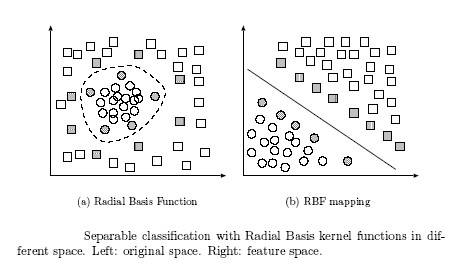 (a) Radial Basis Function
(b) RBF mapping
Separable classification with Radial Basis kernel functions in dif-
ferent space. Left: original space. Right: feature space.